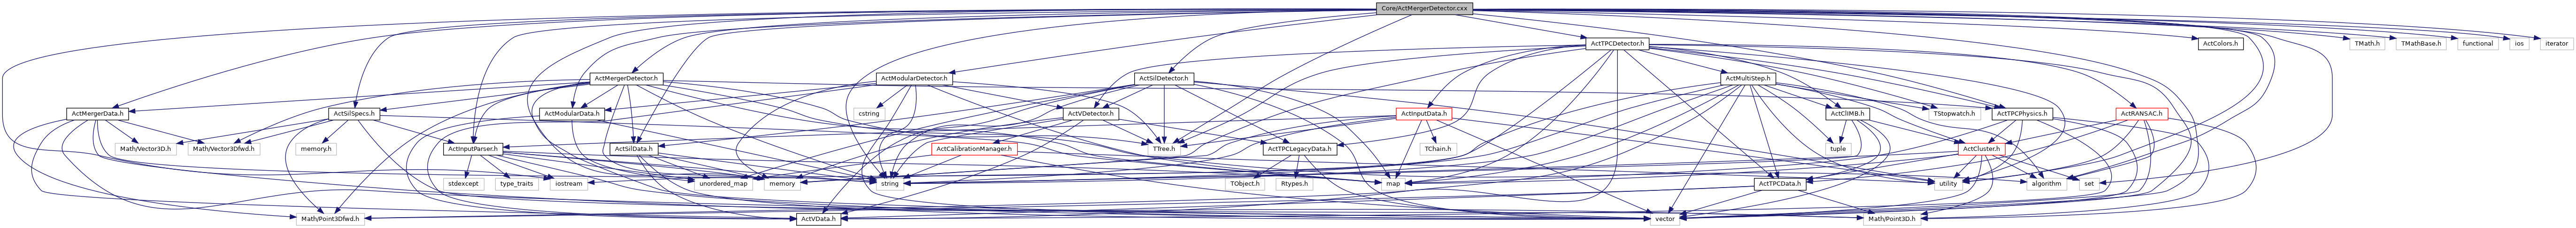 Core/ActMergerDetector.cxx
ActTPCDetector.h
ActColors.h
TMath.h
TMathBase.h
functional
ios
iterator
ActMergerDetector.h
ActModularDetector.h
ActSilDetector.h
ActMultiStep.h
ActMergerData.h
ActSilSpecs.h
ActModularData.h
cstring
ActVDetector.h
ActInputData.h
ActClIMB.h
TStopwatch.h
ActTPCPhysics.h
ActRANSAC.h
Math/Vector3D.h
Math/Vector3Dfwd.h
memory.h
ActInputParser.h
ActSilData.h
ActCalibrationManager.h
TTree.h
ActTPCLegacyData.h
TChain.h
tuple
ActCluster.h
stdexcept
type_traits
iostream
unordered_map
memory
string
TObject.h
Rtypes.h
map
ActTPCData.h
utility
algorithm
set
Math/Point3Dfwd.h
ActVData.h
vector
Math/Point3D.h